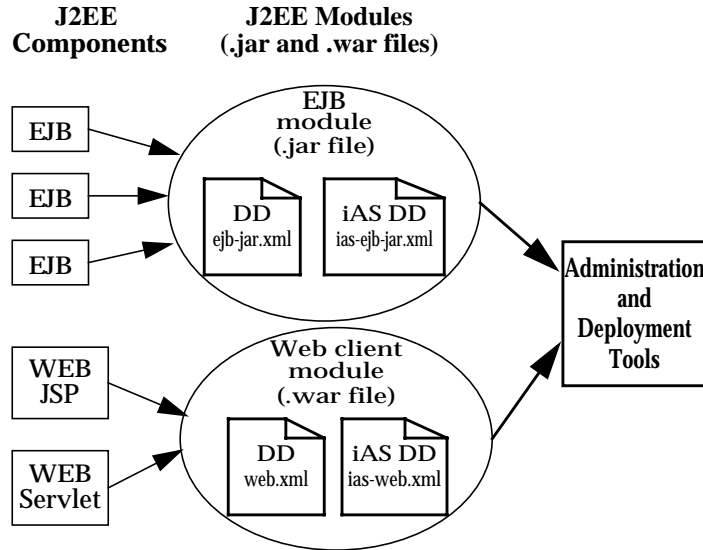 J2EE
Components
J2EE Modules
(.jar and .war files)
EJB
EJB
EJB
EJB
module
(.jar file)
DD
ejb-jar.xml
iAS DD
ias-ejb-jar.xml
WEB
JSP
WEB
Servlet
Web client
module
(.war file)
DD
web.xml
iAS DD
ias-web.xml
Administration
and
Deployment
Tools